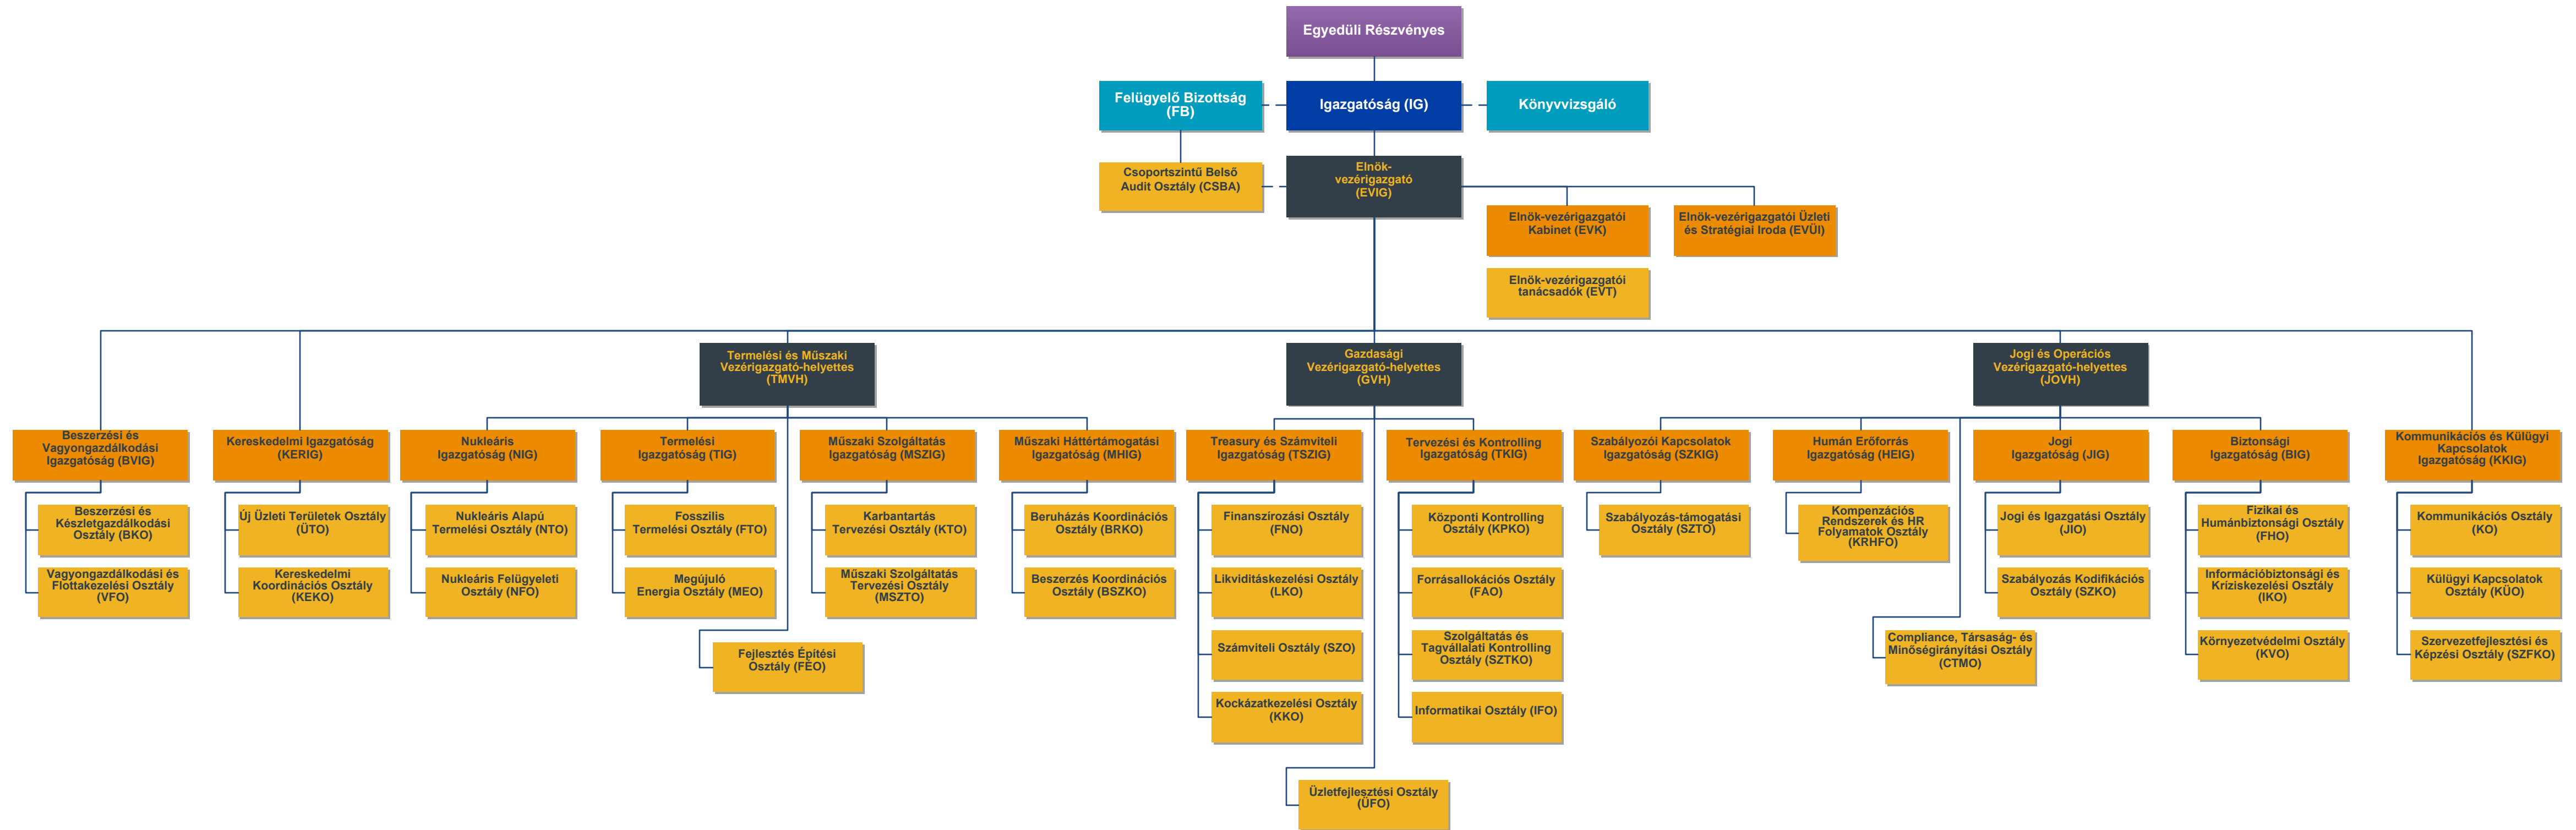 Egyedüli Részvényes
Felügyelő Bizottság
(FB)
Igazgatóság (IG)
Könyvvizsgáló
Csoportszintű Belső
Audit Osztály (CSBA)
Elnök-
vezérigazgató
(EVIG)
Elnök-vezérigazgatói
Kabinet (EVK)
Elnök-vezérigazgatói Üzleti
és Stratégiai Iroda (EVÜI)
Elnök-vezérigazgatói
tanácsadók (EVT)
Termelési és Műszaki
Vezérigazgató-helyettes
(TMVH)
Gazdasági
Vezérigazgató-helyettes
(GVH)
Jogi és Operációs
Vezérigazgató-helyettes
(JOVH)
Beszerzési és
Vagyongazdálkodási
Igazgatóság (BVIG)
Kereskedelmi Igazgatóság
(KERIG)
Nukleáris
Igazgatóság (NIG)
Termelési
Igazgatóság (TIG)
Műszaki Szolgáltatás
Igazgatóság (MSZIG)
Műszaki Háttértámogatási
Igazgatóság (MHIG)
Treasury és Számviteli
Igazgatóság (TSZIG)
Tervezési és Kontrolling
Igazgatóság (TKIG)
Szabályozói Kapcsolatok
Igazgatóság (SZKIG)
Humán Erőforrás
Igazgatóság (HEIG)
Jogi
Igazgatóság (JIG)
Biztonsági
Igazgatóság (BIG)
Kommunikációs és Külügyi
Kapcsolatok
Igazgatóság (KKIG)
Beszerzési és
Készletgazdálkodási
Osztály (BKO)
Új Üzleti Területek Osztály
(ÜTO)
Nukleáris Alapú
Termelési Osztály (NTO)
Fosszilis
Termelési Osztály (FTO)
Karbantartás
Tervezési Osztály (KTO)
Beruházás Koordinációs
Osztály (BRKO)
Finanszírozási Osztály
(FNO)
Központi Kontrolling
Osztály (KPKO)
Szabályozás-támogatási
Osztály (SZTO)
Kompenzációs
Rendszerek és HR
Folyamatok Osztály
(KRHFO)
Jogi és Igazgatási Osztály
(JIO)
Fizikai és
Humánbiztonsági Osztály
(FHO)
Kommunikációs Osztály
(KO)
Vagyongazdálkodási és
Flottakezelési Osztály
(VFO)
Kereskedelmi
Koordinációs Osztály
(KEKO)
Nukleáris Felügyeleti
Osztály (NFO)
Megújuló
Energia Osztály (MEO)
Műszaki Szolgáltatás
Tervezési Osztály
(MSZTO)
Beszerzés Koordinációs
Osztály (BSZKO)
Likviditáskezelési Osztály
(LKO)
Forrásallokációs Osztály
(FAO)
Szabályozás Kodifikációs
Osztály (SZKO)
Információbiztonsági és
Kríziskezelési Osztály
(IKO)
Külügyi Kapcsolatok
Osztály (KÜO)
Fejlesztés Építési
Osztály (FÉO)
Számviteli Osztály (SZO)
Szolgáltatás és
Tagvállalati Kontrolling
Osztály (SZTKO)
Compliance, Társaság- és
Minőségirányítási Osztály
(CTMO)
Környezetvédelmi Osztály
(KVO)
Szervezetfejlesztési és
Képzési Osztály (SZFKO)
Kockázatkezelési Osztály
(KKO)
Informatikai Osztály (IFO)
Üzletfejlesztési Osztály
(ÜFO)